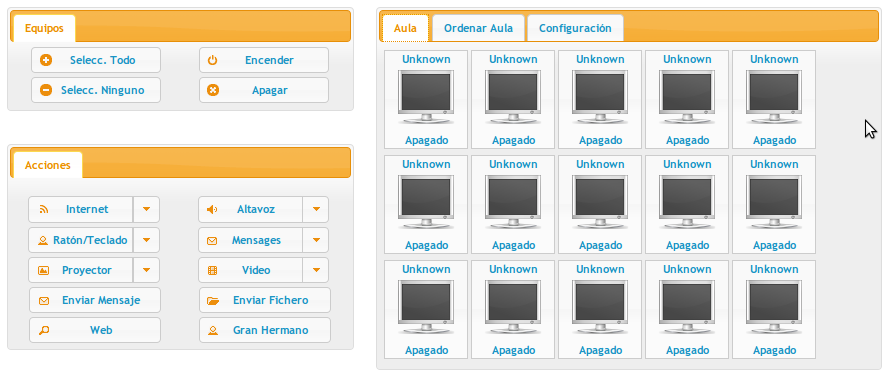 Equipos
Selecc. Todo
Encender
Selecc. Ninguno
Apagar
Acciones
Internet
Altavoz
Ratón/Teclado
Mensages
Proyector
Video
Enviar Mensaje
Enviar Fichero
Web
Gran Hermano
Aula
Ordenar Aula
Configuración
Unknown Unknown Unknown Unknown Unknown
Apagado Apagado Apagado Apagado Apagado
Unknown Unknown Unknown Unknown Unknown
Apagado Apagado Apagado Apagado Apagado
Unknown Unknown Unknown Unknown Unknown
Apagado Apagado Apagado Apagado Apagado